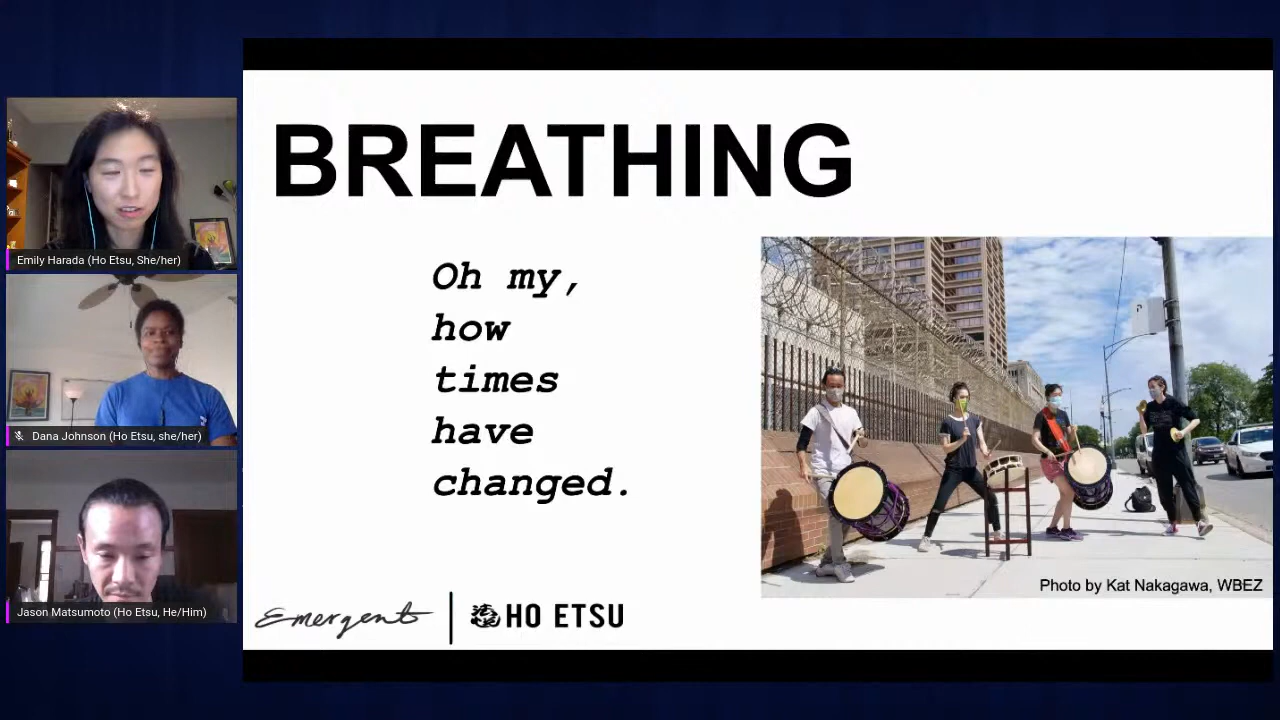 BREATHING
Oh my,
how
times
have
changed.
Photo by Kat Nakagawa, WBEZ
Emergent
HO ETSU
Emily Harada (Ho Etsu, She/her)
Dana Johnson (Ho Etsu, she/her)
Jason Matsumoto (Ho Etsu, He/Him)